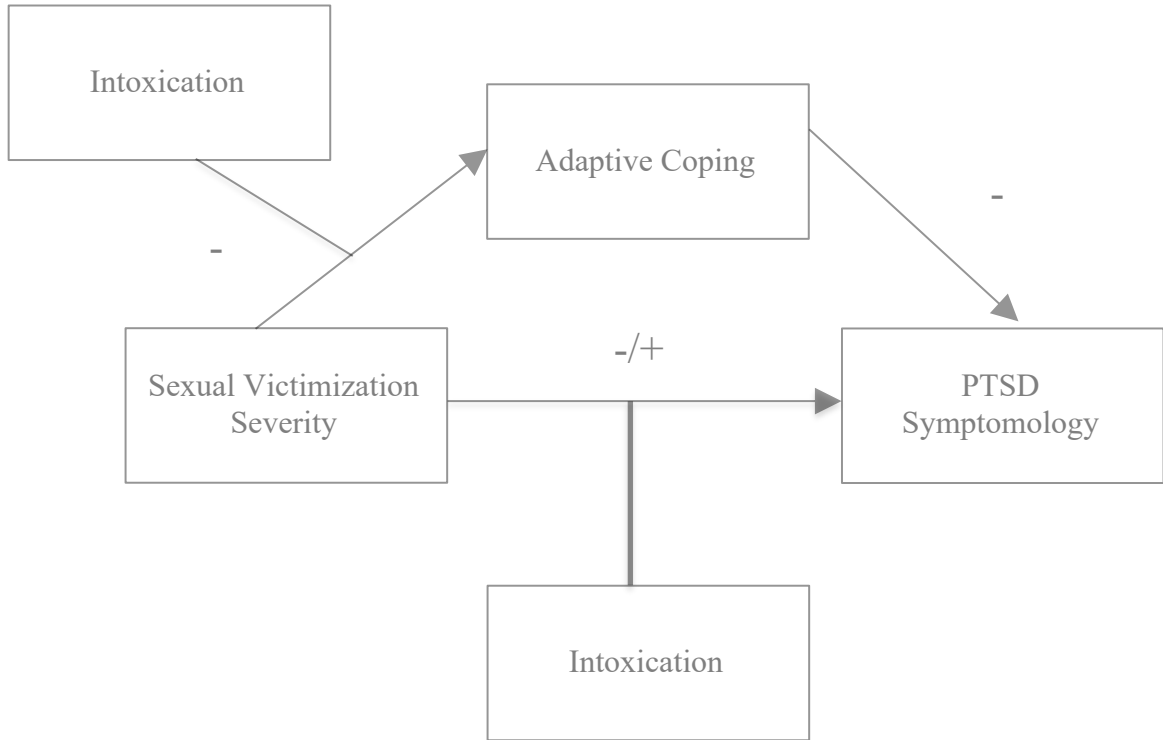 Intoxication
Adaptive Coping
-
-
-/+
Sexual Victimization
Severity
PTSD
Symptomology
Intoxication